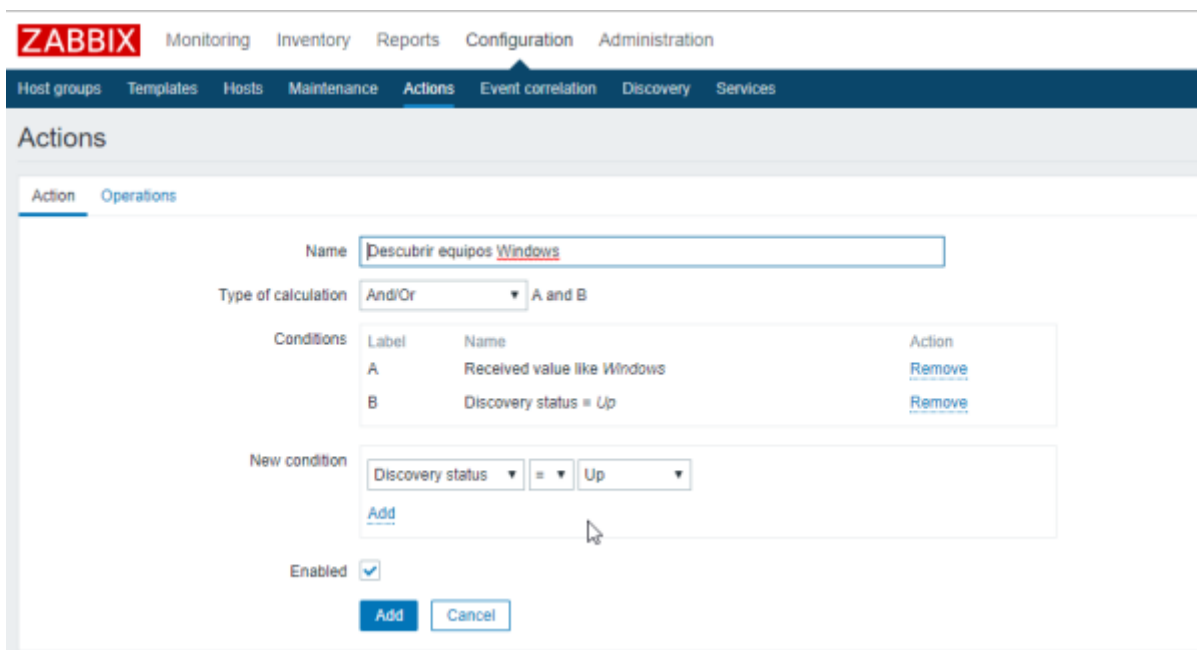 ZABBIX Monitoring Inventory Reports Configuration Administration
Host groups Templates Hosts Maintenance Actions Event correlation Discovery Services
Actions
Action Operations
Name Descubrir equipos Windows
Type of calculation And/Or A and B
Conditions Label Name Action
A Received value like Windows Remove
B Discovery status = Up Remove
New condition
Discovery status = Up
Add
Enabled
Add Cancel